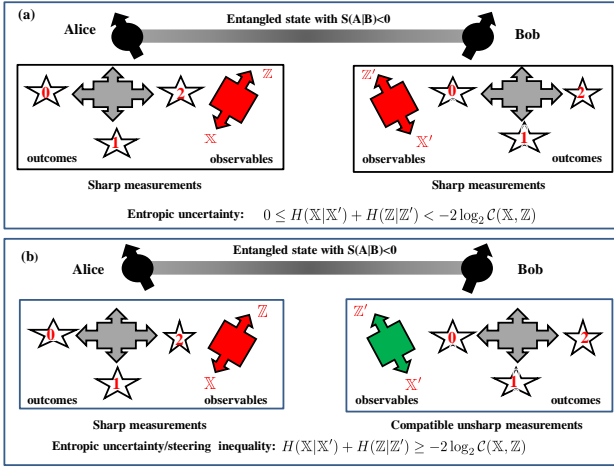 (a)
Alice
Entangled state with S(A|B)<0
Bob
0
2
ℤ
1
𝕏
outcomes
observables
ℤ′
0
2
𝕏′
1
observables
outcomes
Sharp measurements
Sharp measurements
Entropic uncertainty: 0 ≤ H(𝕏|𝕏′) + H(ℤ|ℤ′) < −2 log₂ 𝒞(𝕏, ℤ)
(b)
Entangled state with S(A|B)<0
Alice
Bob
0
2
ℤ
1
𝕏
outcomes
observables
ℤ′
0
2
𝕏′
1
observables
outcomes
Sharp measurements
Compatible unsharp measurements
Entropic uncertainty/steering inequality: H(𝕏|𝕏′) + H(ℤ|ℤ′) ≥ −2 log₂ 𝒞(𝕏, ℤ)